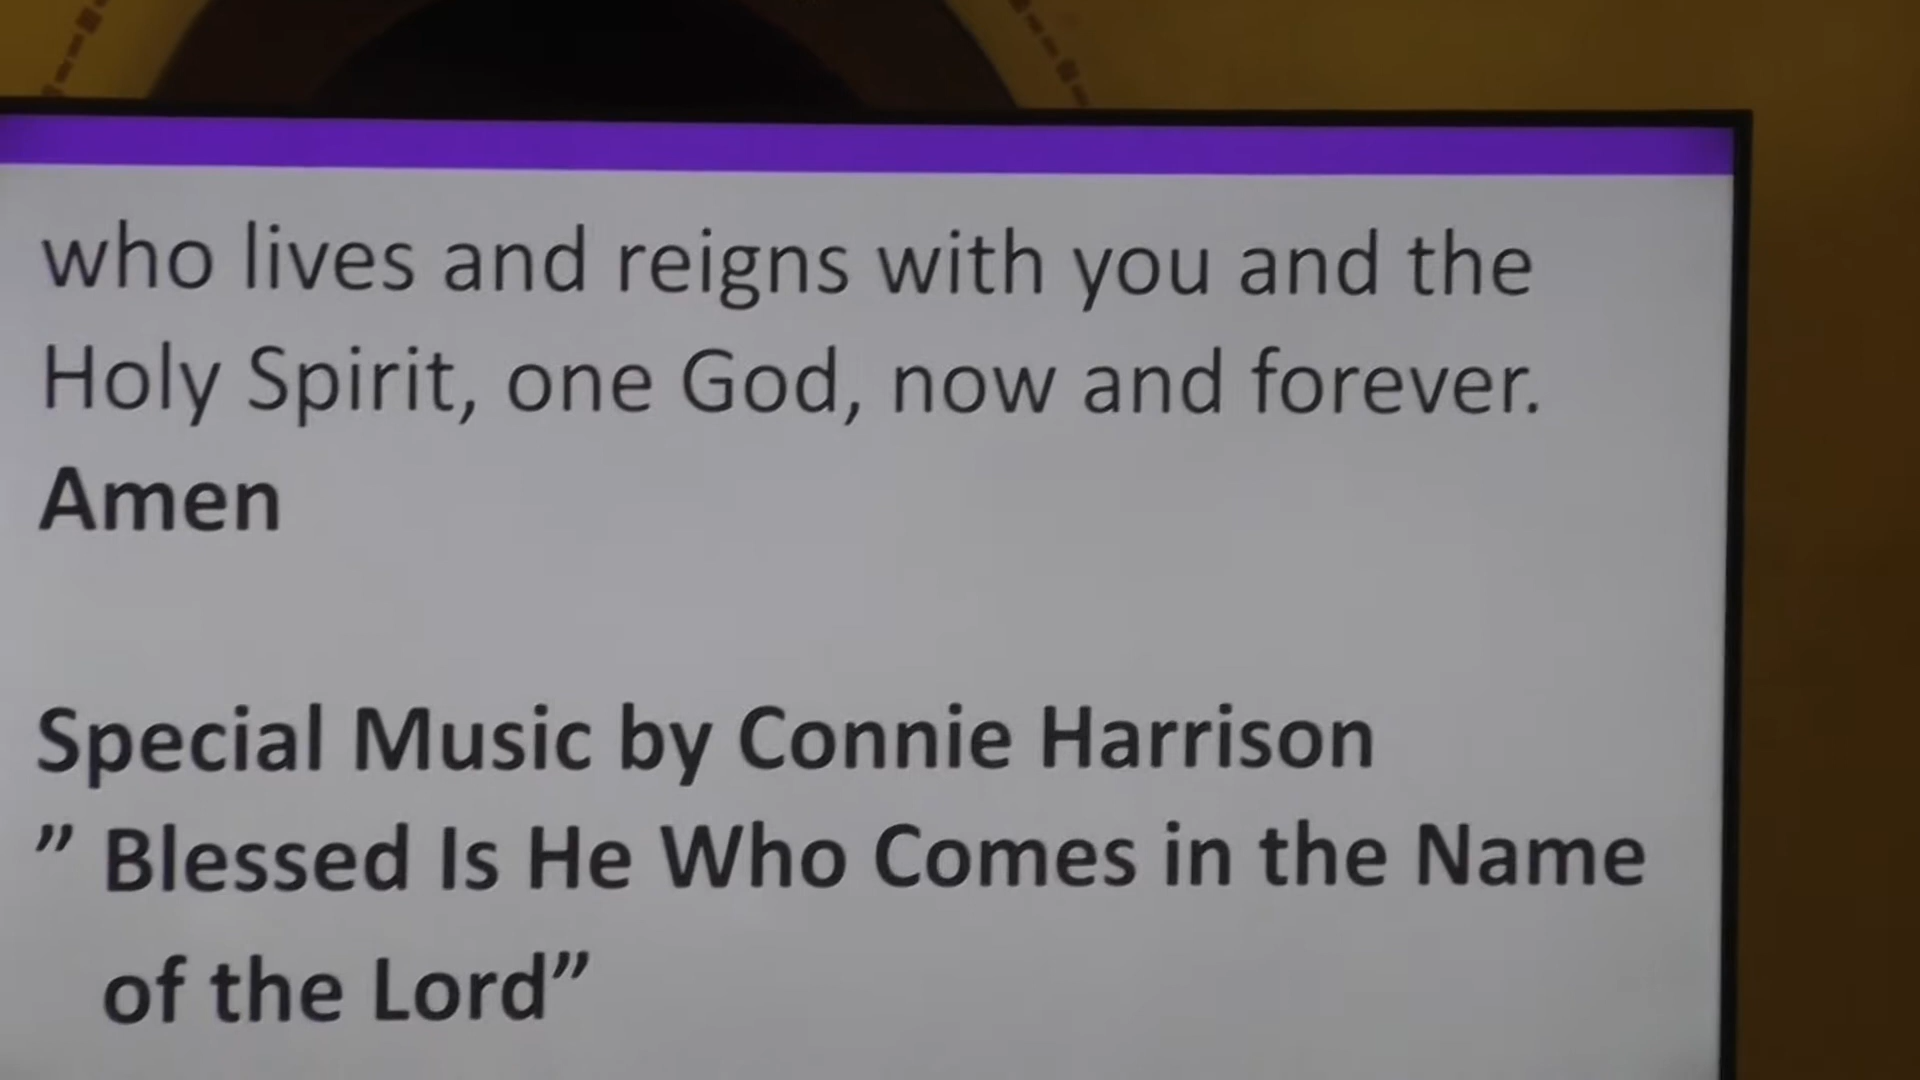 who lives and reigns with you and the
Holy Spirit, one God, now and forever.
Amen
Special Music by Connie Harrison
” Blessed Is He Who Comes in the Name
of the Lord”